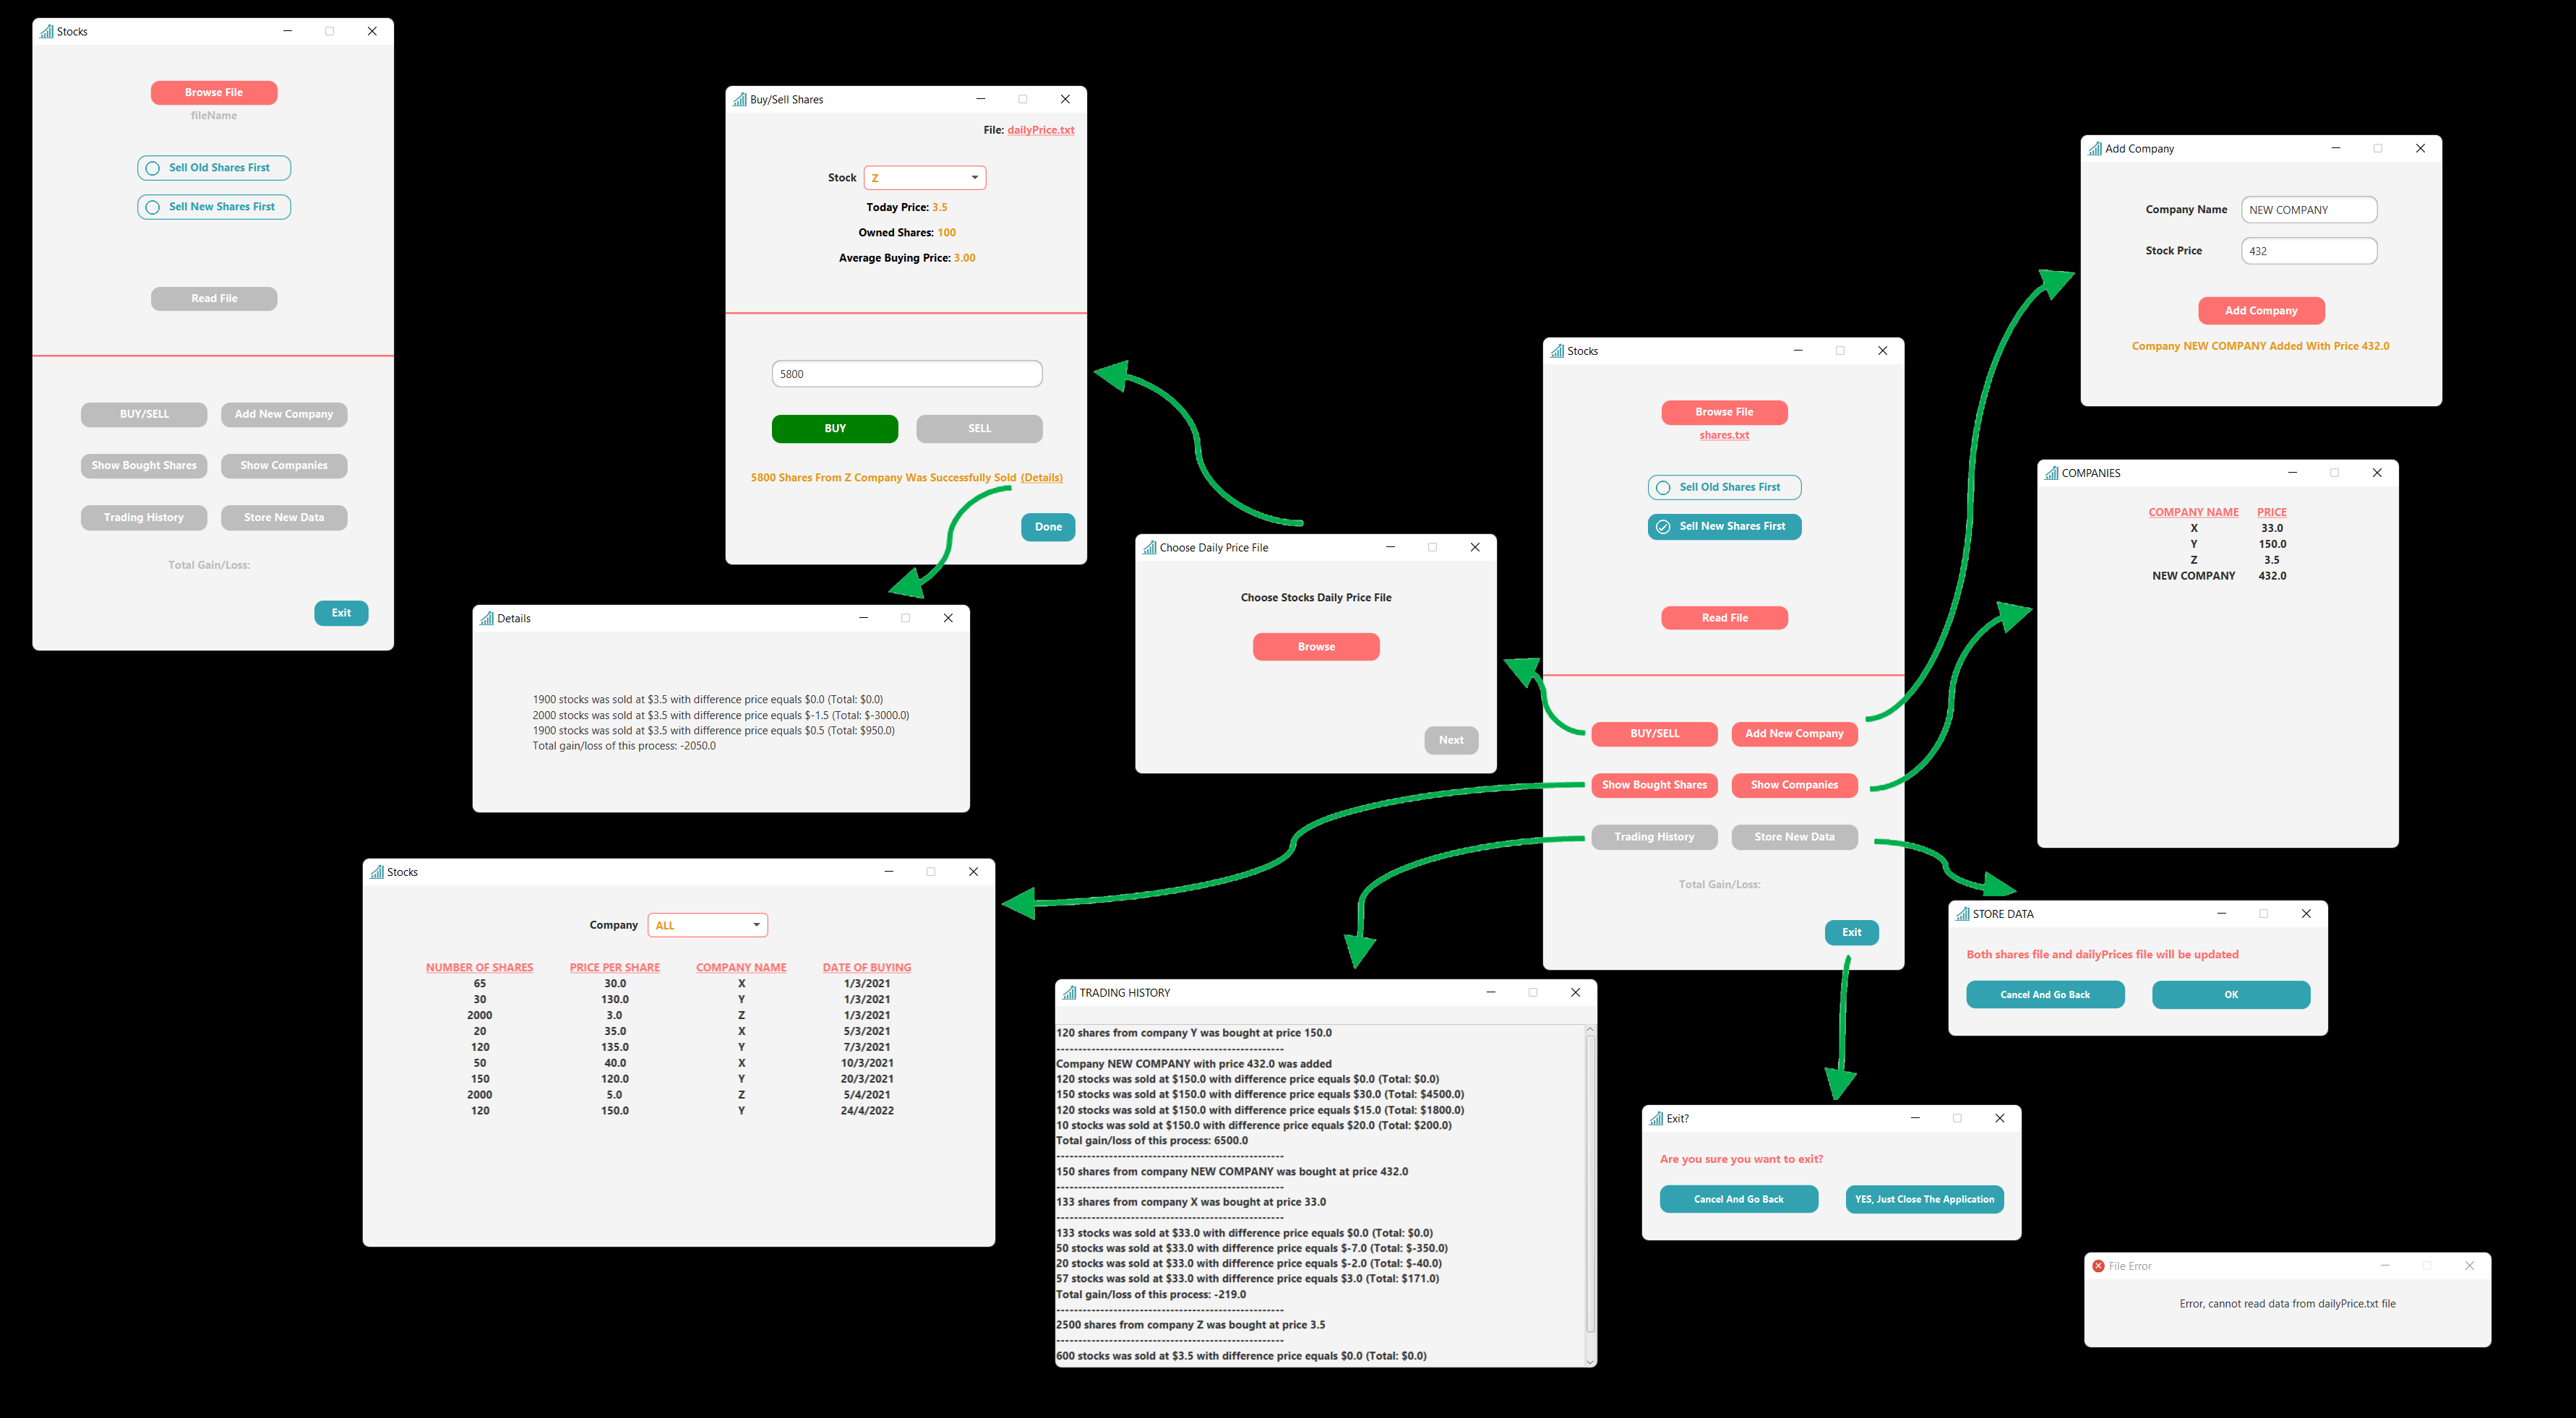 Stocks
Browse File
fileName
Sell Old Shares First
Sell New Shares First
Read File
BUY/SELL
Add New Company
Show Bought Shares
Show Companies
Trading History
Store New Data
Total Gain/Loss:
Exit
Buy/Sell Shares
File: dailyPrice.txt
Stock Z
Today Price: 3.5
Owned Shares: 100
Average Buying Price: 3.00
5800
BUY
SELL
5800 Shares From Z Company Was Successfully Sold (Details)
Done
Details
1900 stocks was sold at $3.5 with difference price equals $0.0 (Total: $0.0)
2000 stocks was sold at $3.5 with difference price equals $-1.5 (Total: $-3000.0)
1900 stocks was sold at $3.5 with difference price equals $0.5 (Total: $950.0)
Total gain/loss of this process: -2050.0
Choose Daily Price File
Choose Stocks Daily Price File
Browse
Next
Stocks
Browse File
shares.txt
Sell Old Shares First
Sell New Shares First
Read File
BUY/SELL
Add New Company
Show Bought Shares
Show Companies
Trading History
Store New Data
Total Gain/Loss:
Exit
Add Company
Company Name NEW COMPANY
Stock Price 432
Add Company
Company NEW COMPANY Added With Price 432.0
COMPANIES
COMPANY NAME PRICE
X 33.0
Y 150.0
Z 3.5
NEW COMPANY 432.0
Stocks
Company ALL
NUMBER OF SHARES PRICE PER SHARE COMPANY NAME DATE OF BUYING
65 30.0 X 1/3/2021
30 130.0 Y 1/3/2021
2000 3.0 Z 1/3/2021
20 35.0 X 5/3/2021
120 135.0 Y 7/3/2021
50 40.0 X 10/3/2021
150 120.0 Y 20/3/2021
2000 5.0 Z 5/4/2021
120 150.0 Y 24/4/2022
TRADING HISTORY
120 shares from company Y was bought at price 150.0
----------------------------------------------------
Company NEW COMPANY with price 432.0 was added
120 stocks was sold at $150.0 with difference price equals $0.0 (Total: $0.0)
150 stocks was sold at $150.0 with difference price equals $30.0 (Total: $4500.0)
120 stocks was sold at $150.0 with difference price equals $15.0 (Total: $1800.0)
10 stocks was sold at $150.0 with difference price equals $20.0 (Total: $200.0)
Total gain/loss of this process: 6500.0
----------------------------------------------------
150 shares from company NEW COMPANY was bought at price 432.0
----------------------------------------------------
133 shares from company X was bought at price 33.0
----------------------------------------------------
133 stocks was sold at $33.0 with difference price equals $0.0 (Total: $0.0)
50 stocks was sold at $33.0 with difference price equals $-7.0 (Total: $-350.0)
20 stocks was sold at $33.0 with difference price equals $-2.0 (Total: $-40.0)
57 stocks was sold at $33.0 with difference price equals $3.0 (Total: $171.0)
Total gain/loss of this process: -219.0
----------------------------------------------------
2500 shares from company Z was bought at price 3.5
----------------------------------------------------
600 stocks was sold at $3.5 with difference price equals $0.0 (Total: $0.0)
STORE DATA
Both shares file and dailyPrices file will be updated
Cancel And Go Back
OK
Exit?
Are you sure you want to exit?
Cancel And Go Back
YES, Just Close The Application
File Error
Error, cannot read data from dailyPrice.txt file